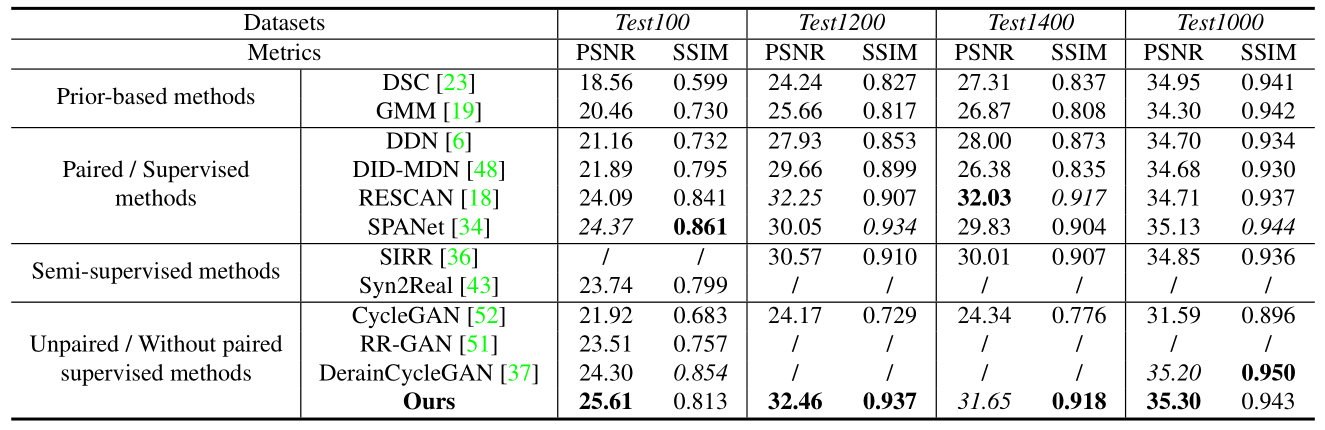 Datasets Test100 Test1200 Test1400 Test1000
Metrics PSNR SSIM PSNR SSIM PSNR SSIM PSNR SSIM
Prior-based methods
DSC [23] 18.56 0.599 24.24 0.827 27.31 0.837 34.95 0.941
GMM [19] 20.46 0.730 25.66 0.817 26.87 0.808 34.30 0.942
Paired / Supervised
methods
DDN [6] 21.16 0.732 27.93 0.853 28.00 0.873 34.70 0.934
DID-MDN [48] 21.89 0.795 29.66 0.899 26.38 0.835 34.68 0.930
RESCAN [18] 24.09 0.841 32.25 0.907 32.03 0.917 34.71 0.937
SPANet [34] 24.37 0.861 30.05 0.934 29.83 0.904 35.13 0.944
Semi-supervised methods
SIRR [36] / / 30.57 0.910 30.01 0.907 34.85 0.936
Syn2Real [43] 23.74 0.799 / / / / / /
Unpaired / Without paired
supervised methods
CycleGAN [52] 21.92 0.683 24.17 0.729 24.34 0.776 31.59 0.896
RR-GAN [51] 23.51 0.757 / / / / / /
DerainCycleGAN [37] 24.30 0.854 / / / / 35.20 0.950
Ours 25.61 0.813 32.46 0.937 31.65 0.918 35.30 0.943